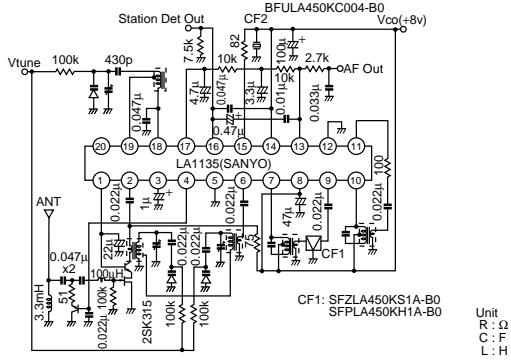 Station Det Out
CF2
BFULA450KC004-B0
Vco(+8v)
Vtune
100k
430p
7.5k
82
100µ
2.7k
10k
10k
AF Out
0.047µ
4.7µ
0.047µ
0.47µ
3.3µ
0.01µ
0.033µ
20 19 18 17 16 15 14 13 12 11
LA1135(SANYO)
1 2 3 4 5 6 7 8 9 10
100
ANT
0.022µ
1µ
0.022µ
0.022µ
47µ
0.022µ
0.022µ
22µ
0.022µ
0.022µ
75
0.047µ
x2
100µH
CF1
3.3mH
51
100k
0.022µ
2SK315
100k
100k
CF1: SFZLA450KS1A-B0
SFPLA450KH1A-B0
Unit
R : Ω
C : F
L : H